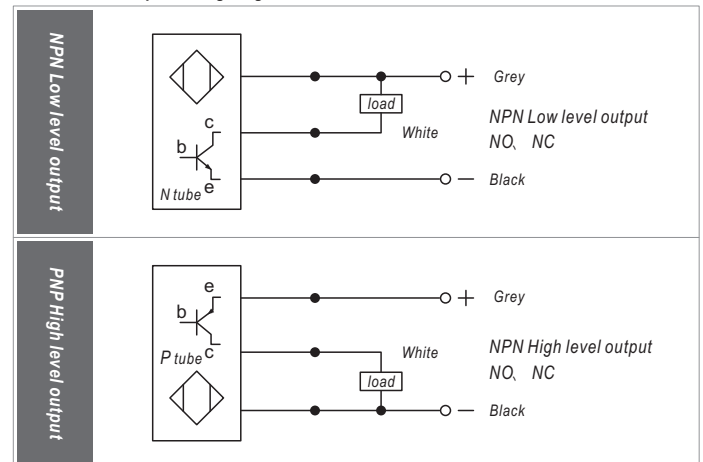 NPN Low level output
+ Grey
load
c
White
NPN Low level output
NO、 NC
b
e
N tube
— Black
PNP High level output
e
+ Grey
b
c
P tube
White
NPN High level output
NO、 NC
load
— Black